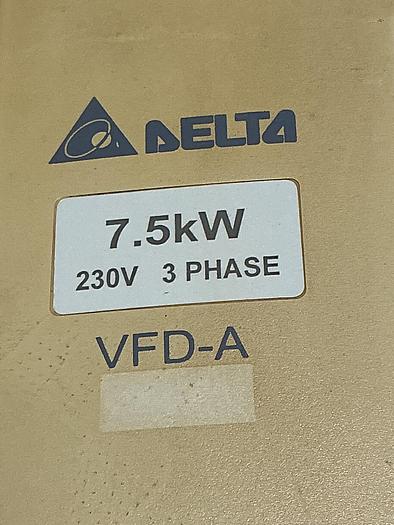 DELTA
7.5kW
230V 3 PHASE
VFD-A